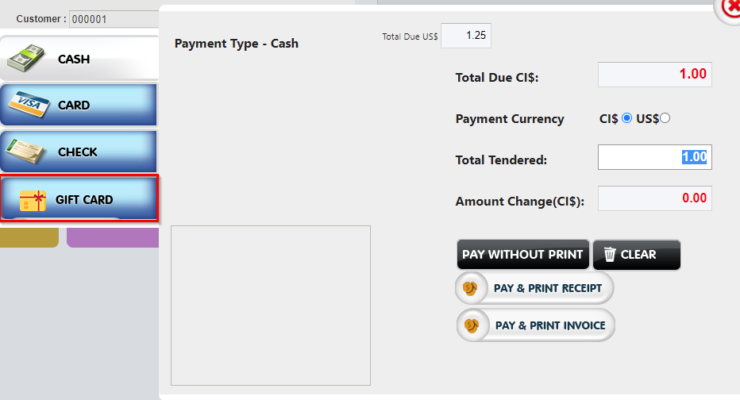 Customer : 000001
CASH
VISA CARD
CHECK
GIFT CARD
Payment Type - Cash
Total Due US$ 1.25
Total Due CI$: 1.00
Payment Currency CI$ US$
Total Tendered: 1.00
Amount Change(CI$): 0.00
PAY WITHOUT PRINT CLEAR
PAY & PRINT RECEIPT
PAY & PRINT INVOICE